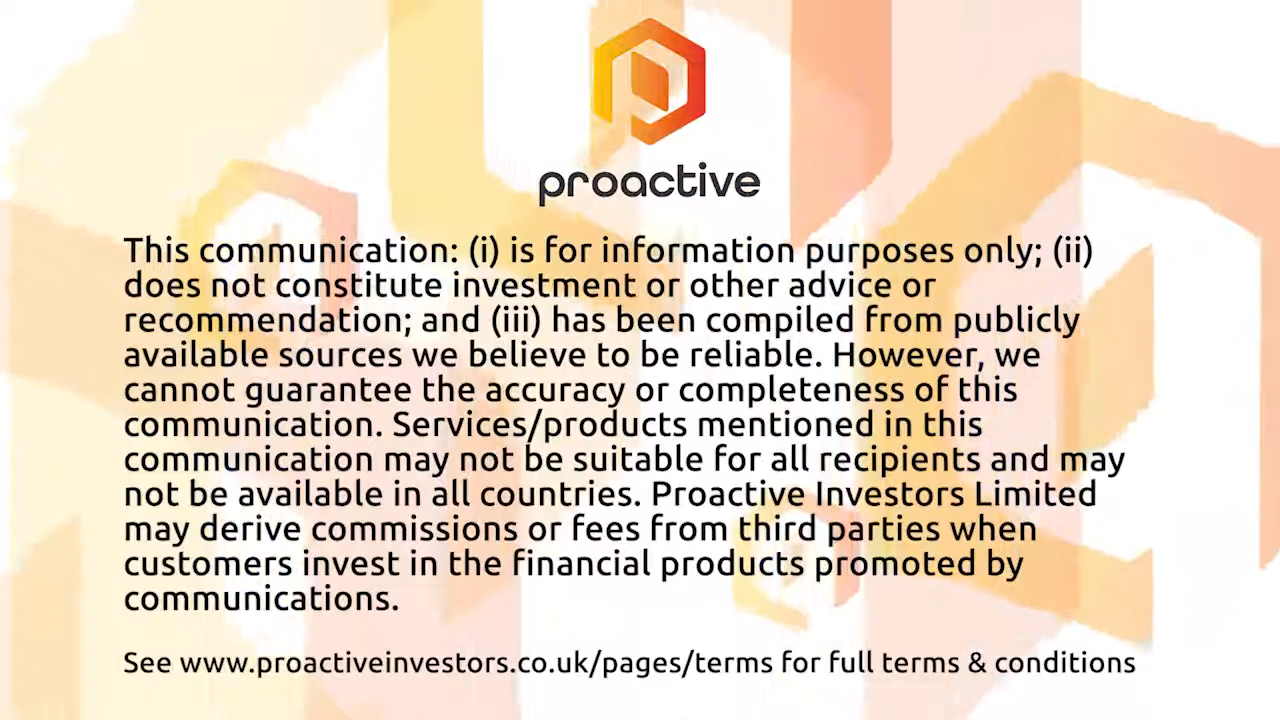 proactive
This communication: (i) is for information purposes only; (ii)
does not constitute investment or other advice or
recommendation; and (iii) has been compiled from publicly
available sources we believe to be reliable. However, we
cannot guarantee the accuracy or completeness of this
communication. Services/products mentioned in this
communication may not be suitable for all recipients and may
not be available in all countries. Proactive Investors Limited
may derive commissions or fees from third parties when
customers invest in the financial products promoted by
communications.
See www.proactiveinvestors.co.uk/pages/terms for full terms & conditions